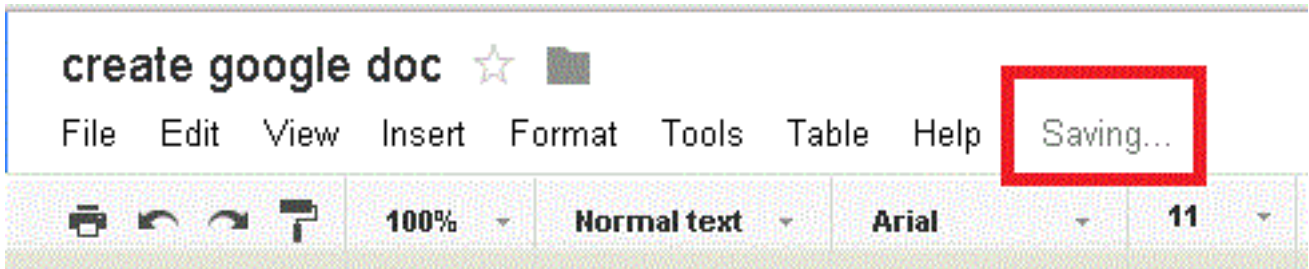 create google doc
File Edit View Insert Format Tools Table Help Saving...
100% Normal text Arial 11